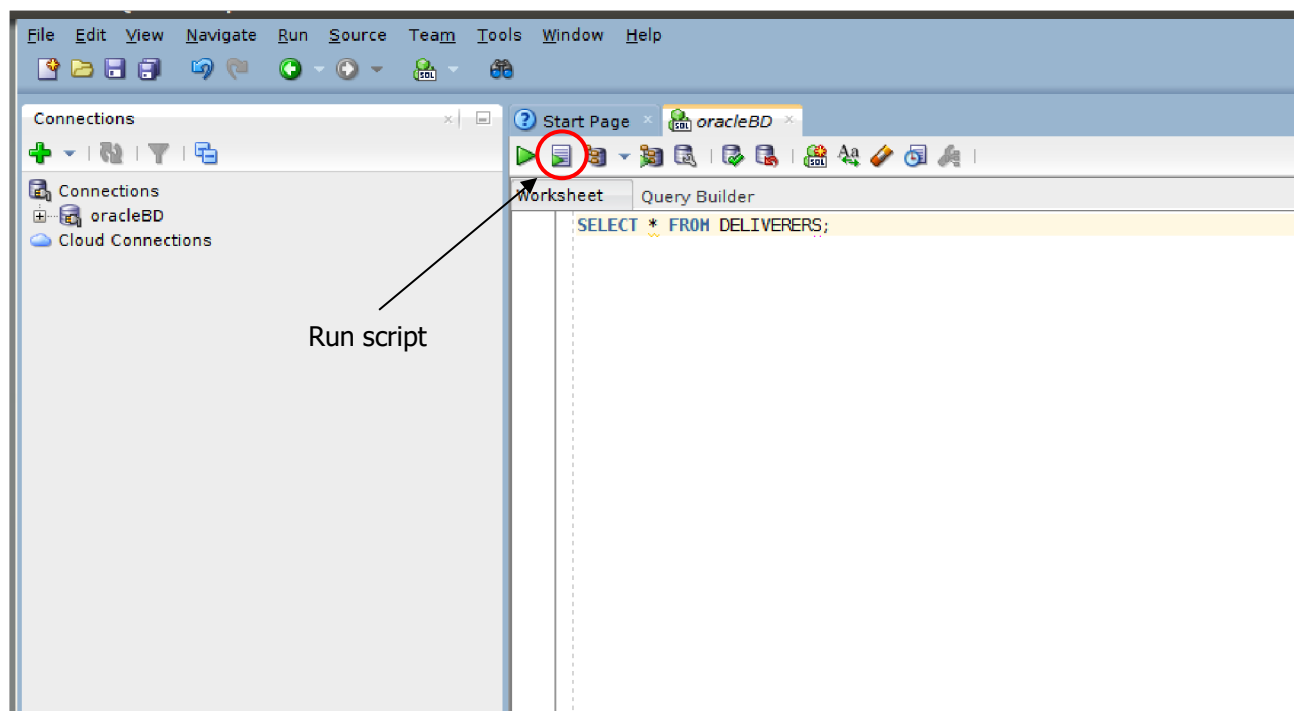 File Edit View Navigate Run Source Team Tools Window Help
Connections
Start Page oracleBD
Connections
oracleBD
Cloud Connections
Worksheet Query Builder
SELECT * FROM DELIVERERS;
Run script